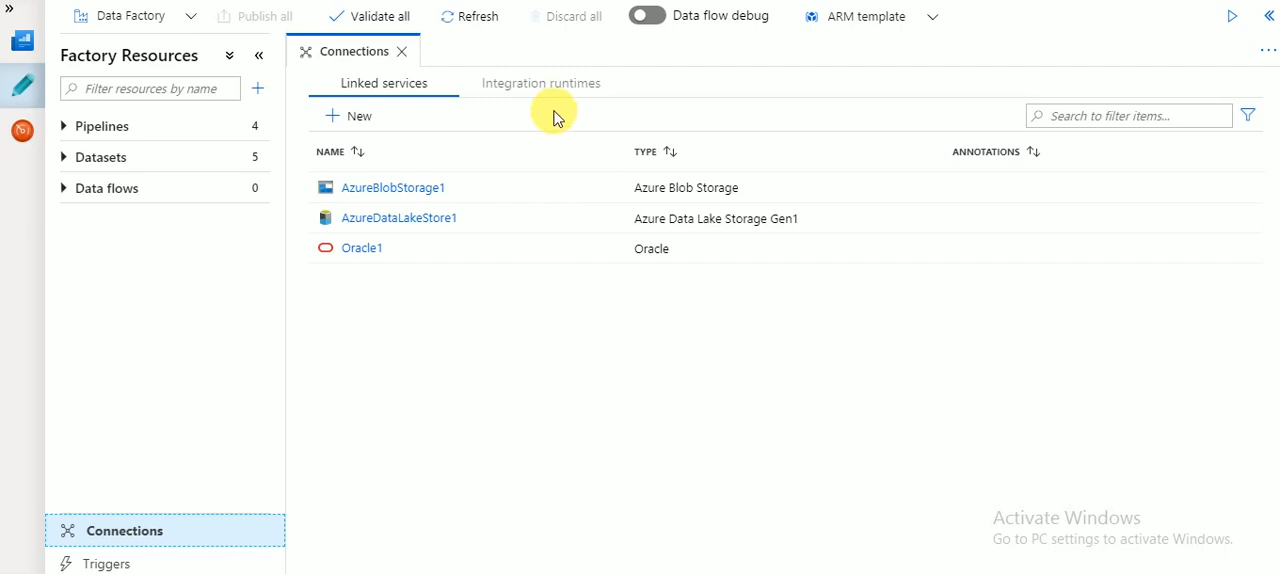 Data Factory Publish all Validate all Refresh Discard all Data flow debug ARM template
Factory Resources
Filter resources by name
Pipelines 4
Datasets 5
Data flows 0
Connections
Triggers
Connections
Linked services Integration runtimes
New
Search to filter items...
NAME TYPE ANNOTATIONS
AzureBlobStorage1 Azure Blob Storage
AzureDataLakeStore1 Azure Data Lake Storage Gen1
Oracle1 Oracle
Activate Windows
Go to PC settings to activate Windows.